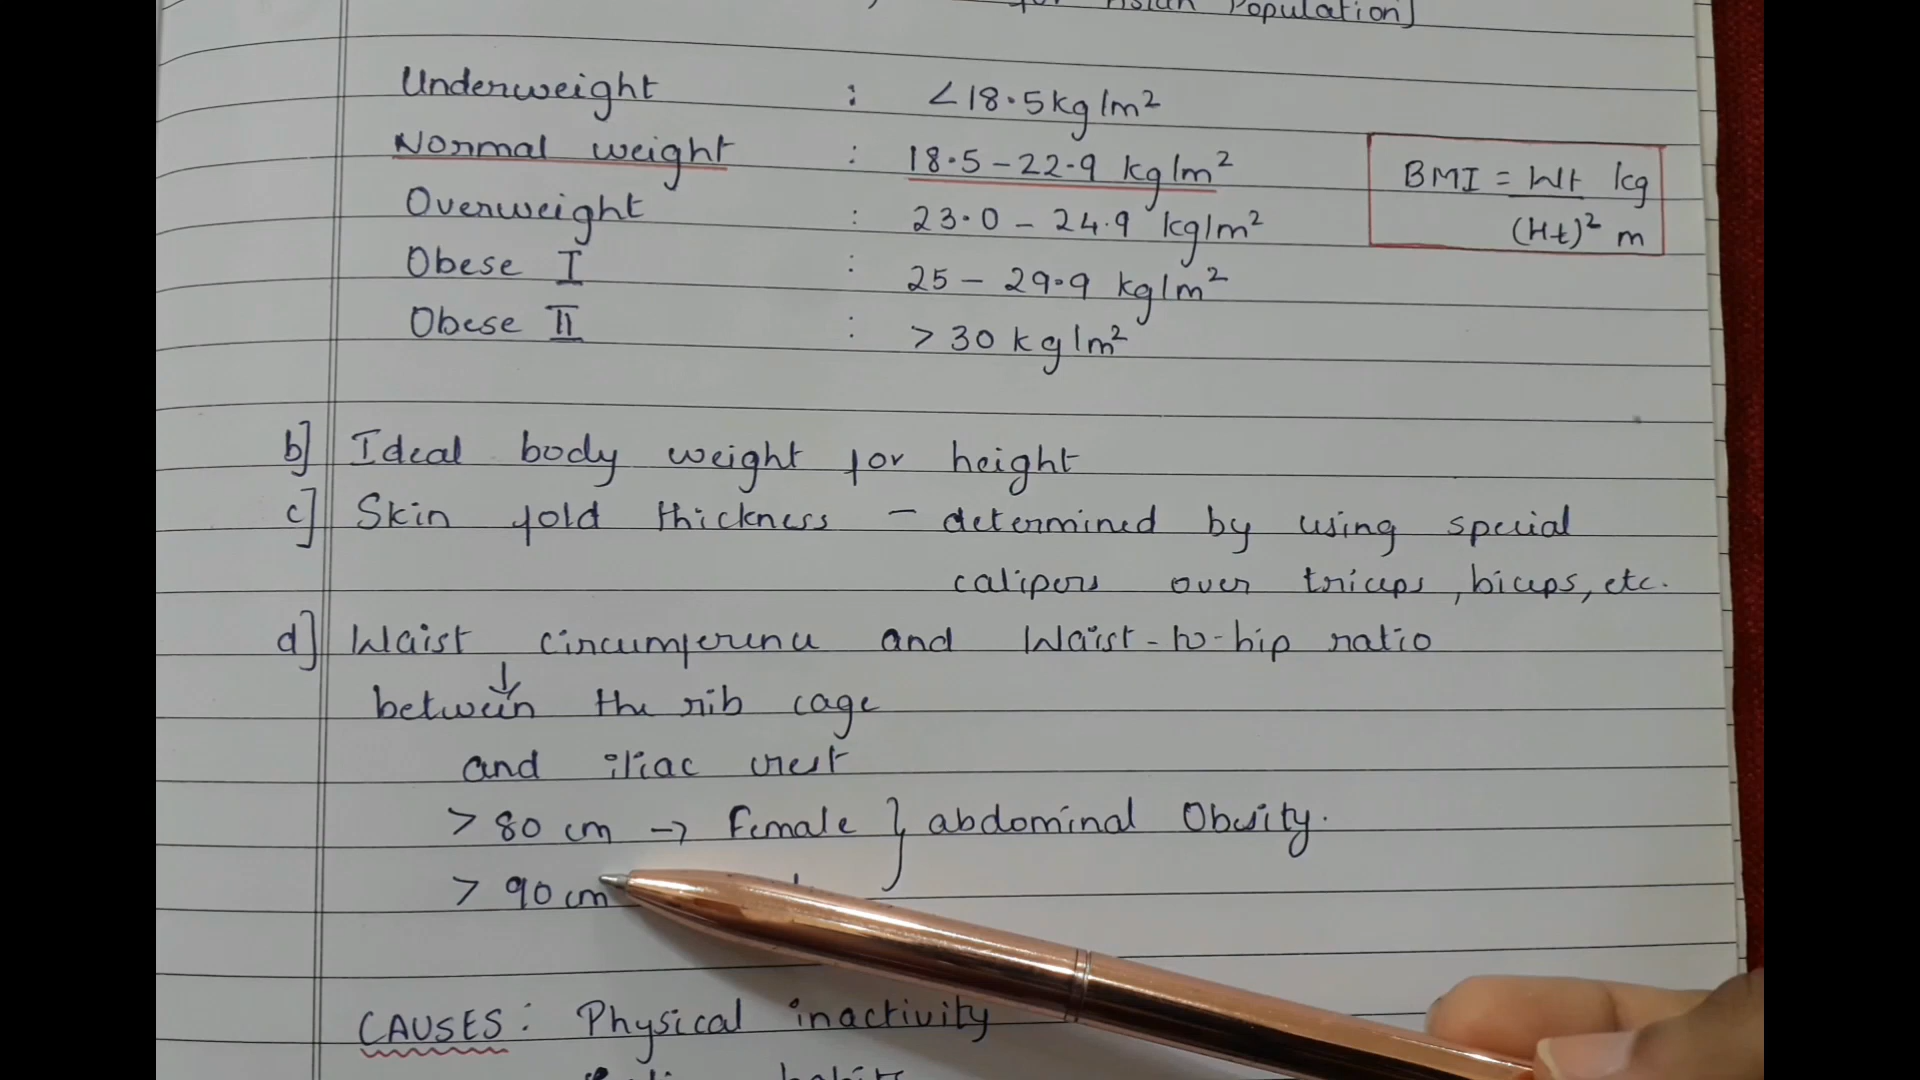 for Asian Population]
Underweight : <18.5kg/m²
Normal weight : 18.5-22.9 kg/m²
Overweight : 23.0 - 24.9 kg/m²
Obese I : 25 - 29.9 kg/m²
Obese II : > 30 kg/m²
BMI = Wt kg
(Ht)² m
b] Ideal body weight for height
c] Skin fold thickness - determined by using special
calipers over triceps, biceps, etc.
d] Waist circumference and Waist-to-hip ratio
↓
between the rib cage
and iliac crest
> 80 cm → Female } abdominal Obesity.
> 90 cm
CAUSES: Physical inactivity